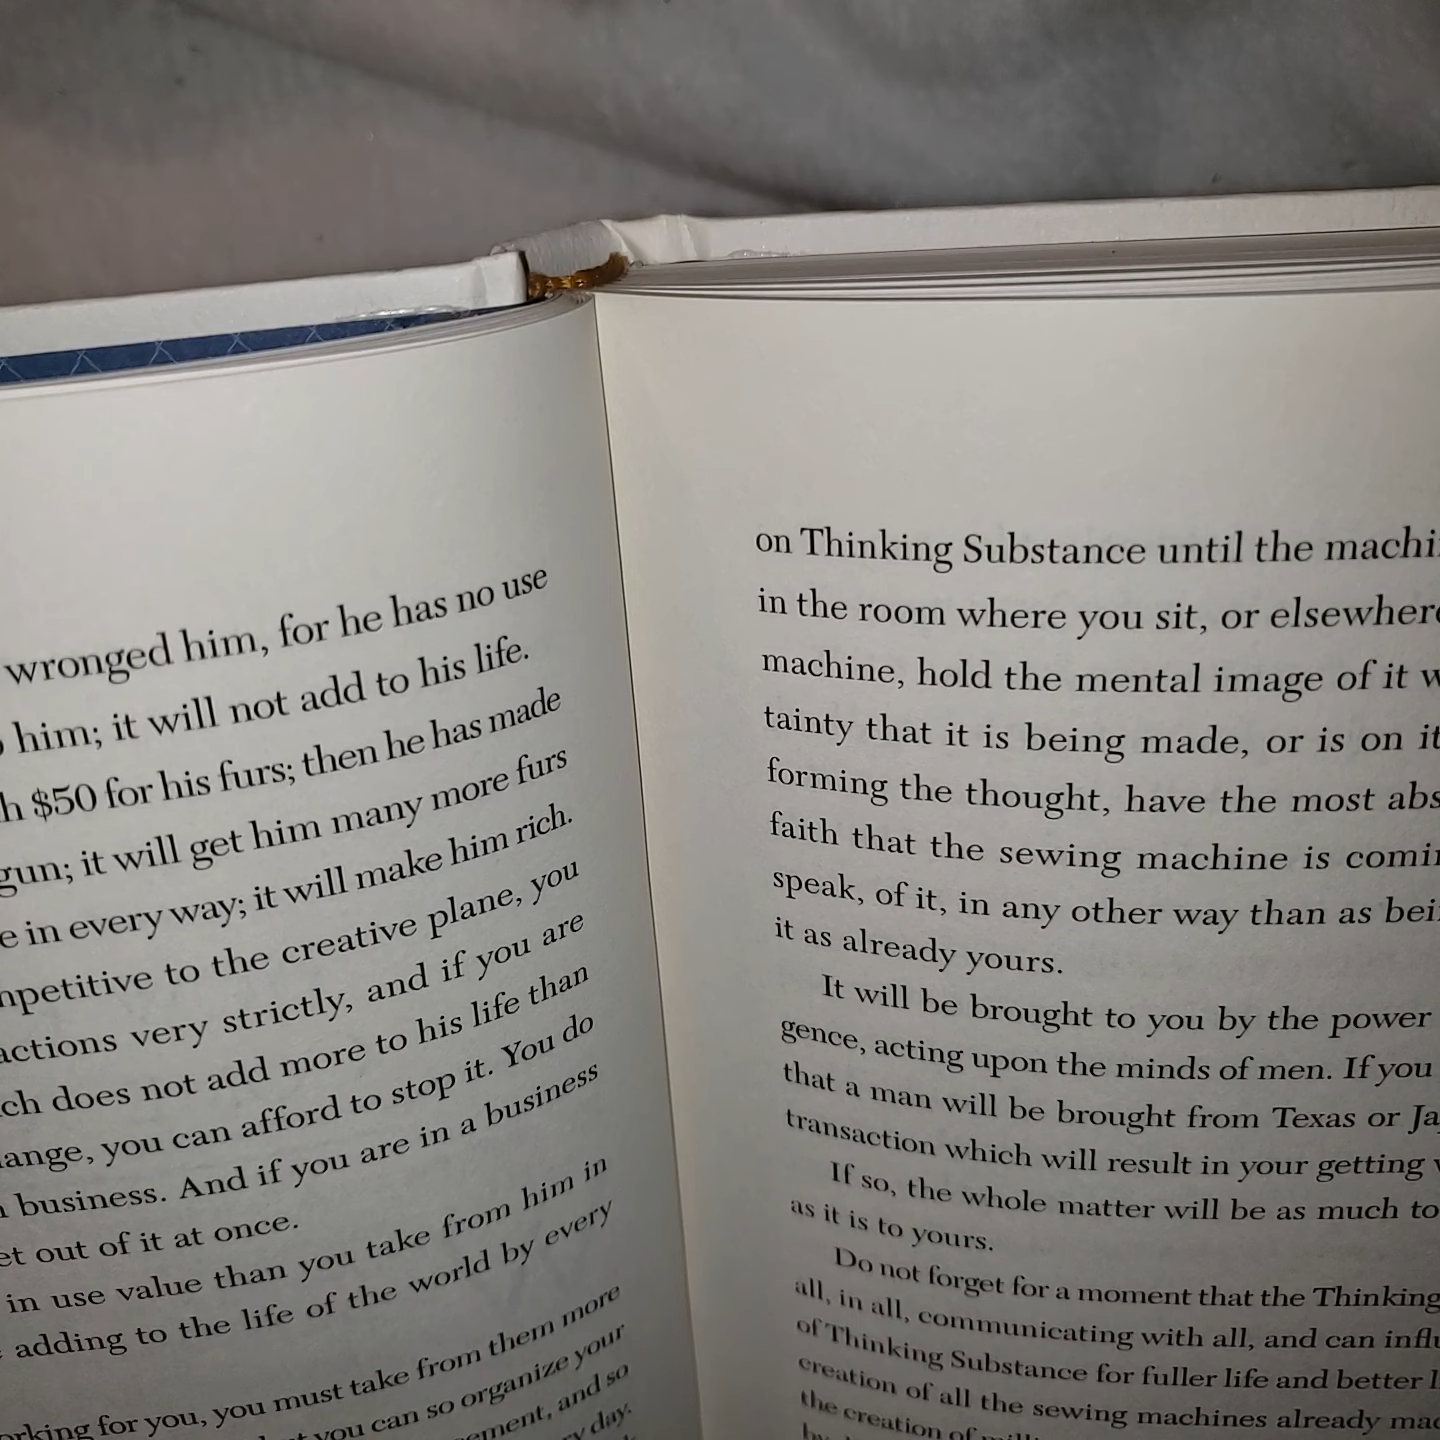 wronged him, for he has no use
him; it will not add to his life.
$50 for his furs; then he has made
gun; it will get him many more furs
in every way; it will make him rich.
to the creative plane, you
very strictly, and if you are
does not add more to his life than
you can afford to stop it. You do
business. And if you are in a business
out of it at once.
in use value than you take from him in
adding to the life of the world by every
for you, you must take from them more
you can so organize your
and so
day.
on Thinking Substance until the machi
in the room where you sit, or elsewhere
machine, hold the mental image of it w
tainty that it is being made, or is on it
forming the thought, have the most abs
faith that the sewing machine is comin
speak, of it, in any other way than as bei
it as already yours.
It will be brought to you by the power
gence, acting upon the minds of men. If you
that a man will be brought from Texas or Ja
transaction which will result in your getting
If so, the whole matter will be as much to
as it is to yours.
Do not forget for a moment that the Thinking
all, in all, communicating with all, and can influ
of Thinking Substance for fuller life and better l
creation of all the sewing machines already mad
the creation of